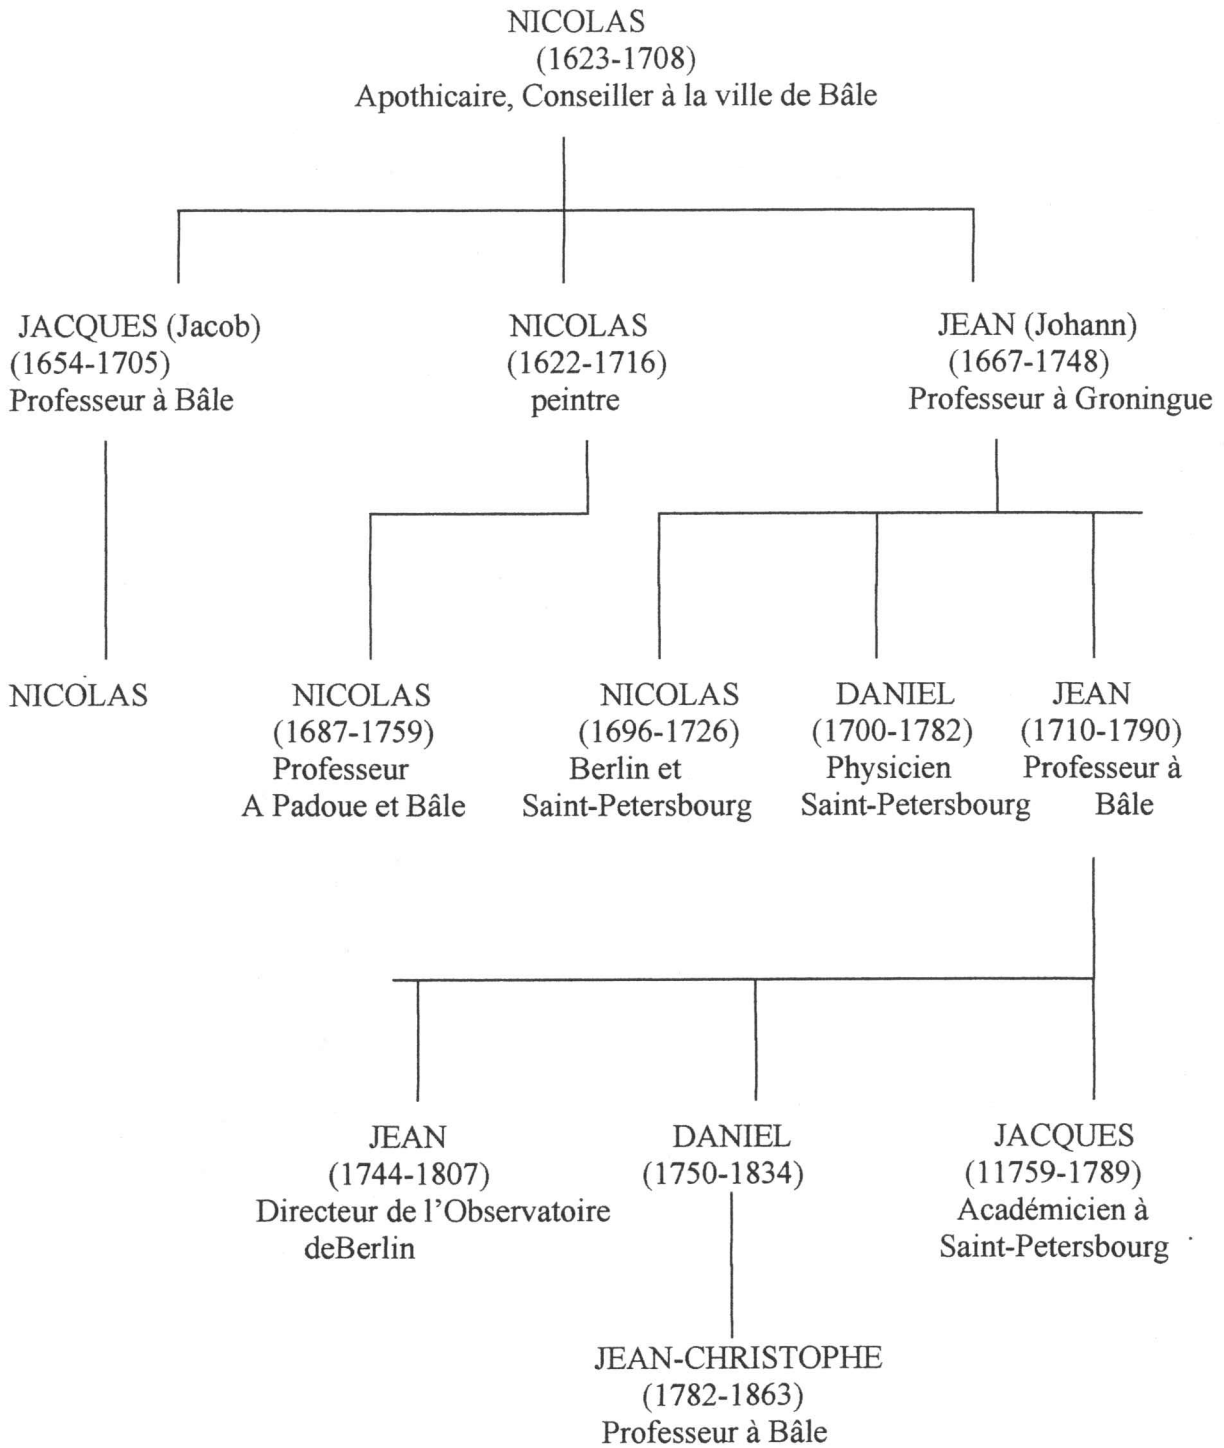 NICOLAS
(1623-1708)
Apothicaire, Conseiller à la ville de Bâle
JACQUES (Jacob)
(1654-1705)
Professeur à Bâle
NICOLAS
(1622-1716)
peintre
JEAN (Johann)
(1667-1748)
Professeur à Groningue
NICOLAS
NICOLAS
(1687-1759)
Professeur
A Padoue et Bâle
NICOLAS
(1696-1726)
Berlin et
Saint-Petersbourg
DANIEL
(1700-1782)
Physicien
Saint-Petersbourg
JEAN
(1710-1790)
Professeur à
Bâle
JEAN
(1744-1807)
Directeur de l'Observatoire
deBerlin
DANIEL
(1750-1834)
JACQUES
(11759-1789)
Académicien à
Saint-Petersbourg
JEAN-CHRISTOPHE
(1782-1863)
Professeur à Bâle